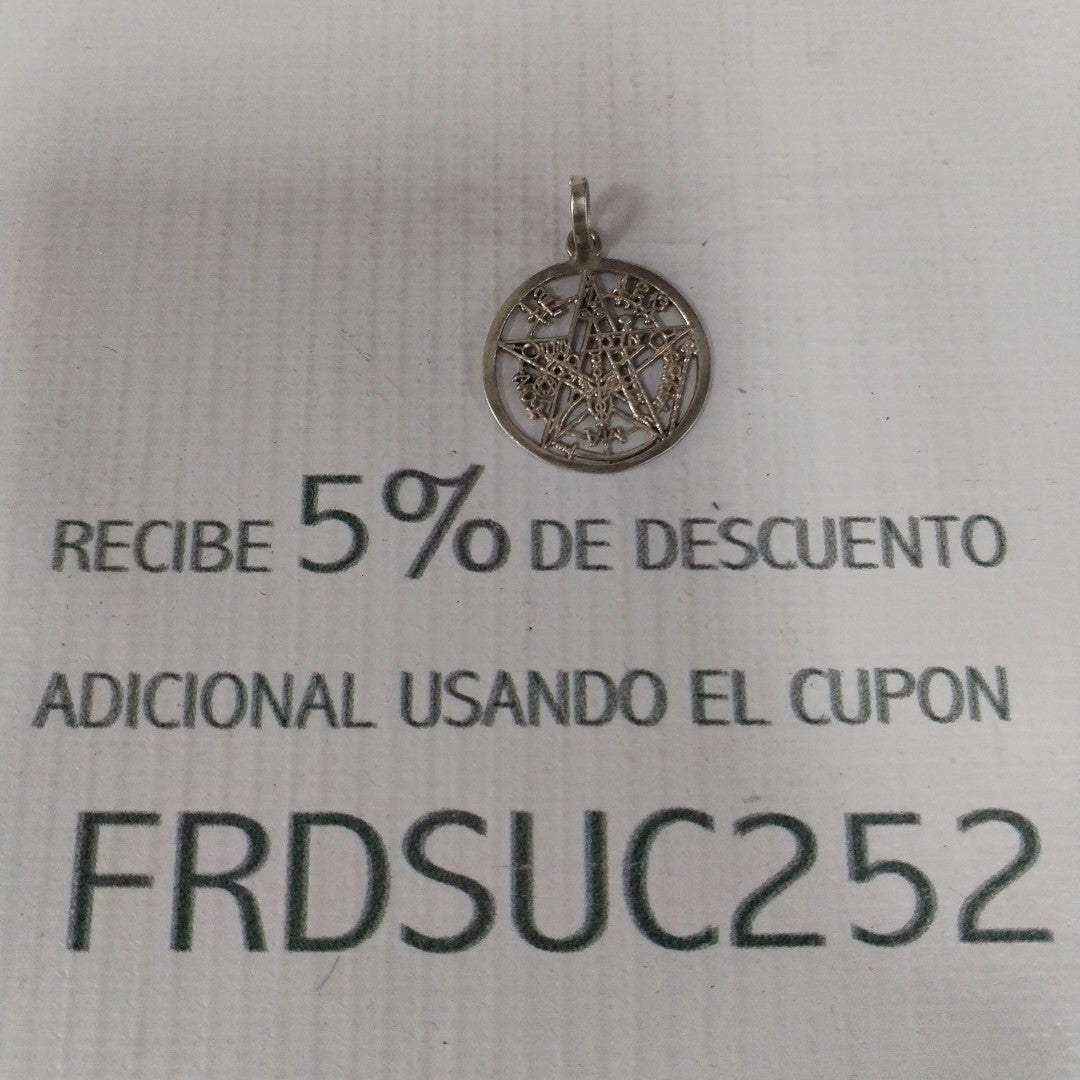 RECIBE 5% DE DESCUENTO
ADICIONAL USANDO EL CUPON
FRDSUC252